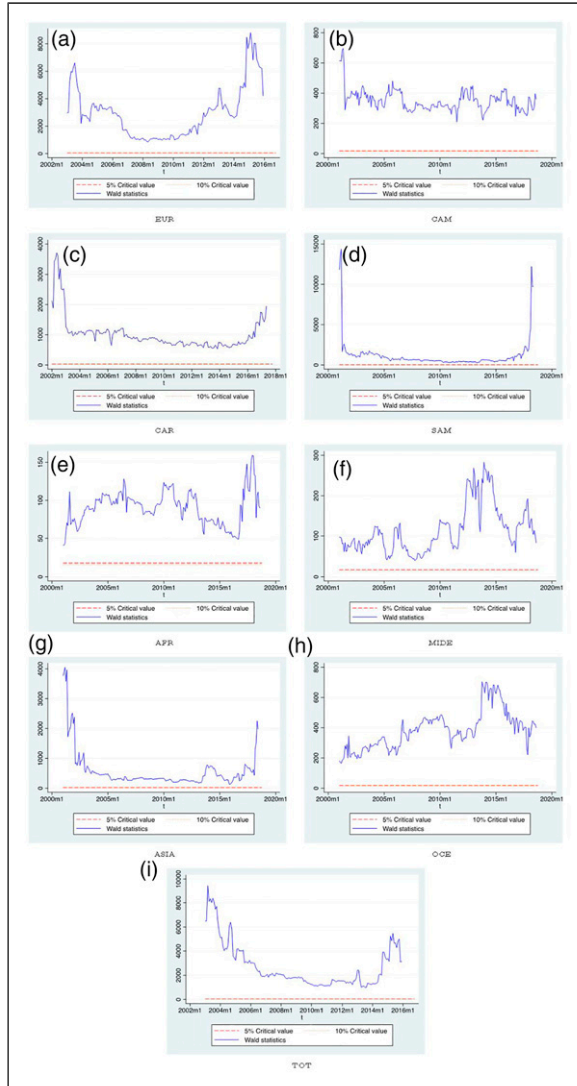 (a)
8000
6000
4000
2000
0
2002m1 2004m1 2006m1 2008m1 2010m1 2012m1 2014m1 2016m1
t
5% Critical value 10% Critical value
Wald statistics
EUR
(b)
800
600
400
200
0
2000m1 2005m1 2010m1 2015m1 2020m1
t
5% Critical value 10% Critical value
Wald statistics
CAM
(c)
4000
3000
2000
1000
0
2002m1 2004m1 2006m1 2008m1 2010m1 2012m1 2014m1 2016m1 2018m1
t
5% Critical value 10% Critical value
Wald statistics
CAR
(d)
15000
10000
5000
0
2000m1 2005m1 2010m1 2015m1 2020m1
t
5% Critical value 10% Critical value
Wald statistics
SAM
(e)
150
100
50
0
2000m1 2005m1 2010m1 2015m1 2020m1
t
5% Critical value 10% Critical value
Wald statistics
AFR
(f)
300
200
100
0
2000m1 2005m1 2010m1 2015m1 2020m1
t
5% Critical value 10% Critical value
Wald statistics
MIDE
(g)
4000
3000
2000
1000
0
2000m1 2005m1 2010m1 2015m1 2020m1
t
5% Critical value 10% Critical value
Wald statistics
ASIA
(h)
800
600
400
200
0
2000m1 2005m1 2010m1 2015m1 2020m1
t
5% Critical value 10% Critical value
Wald statistics
OCE
(i)
10000
8000
6000
4000
2000
0
2002m1 2004m1 2006m1 2008m1 2010m1 2012m1 2014m1 2016m1
t
5% Critical value 10% Critical value
Wald statistics
TOT